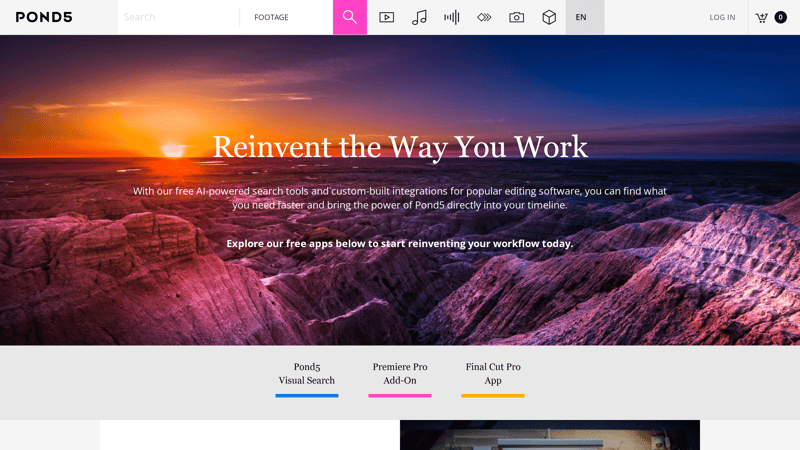 POND5
Search
FOOTAGE
EN
LOG IN
0
Reinvent the Way You Work
With our free AI-powered search tools and custom-built integrations for popular editing software, you can find what
you need faster and bring the power of Pond5 directly into your timeline.
Explore our free apps below to start reinventing your workflow today.
Pond5
Visual Search
Premiere Pro
Add-On
Final Cut Pro
App